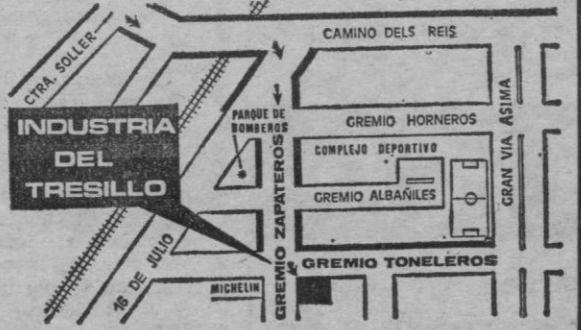 CAMINO DELS REIS
CTRA. SOLLER
INDUSTRIA
DEL
TRESILLO
PARQUE DE
BOMBEROS
GREMIO HORNEROS
COMPLEJO DEPORTIVO
GREMIO ALBAÑILES
GRAN VIA ASIMA
GREMIO ZAPATEROS
16 DE JULIO
GREMIO TONELEROS
MICHELIN